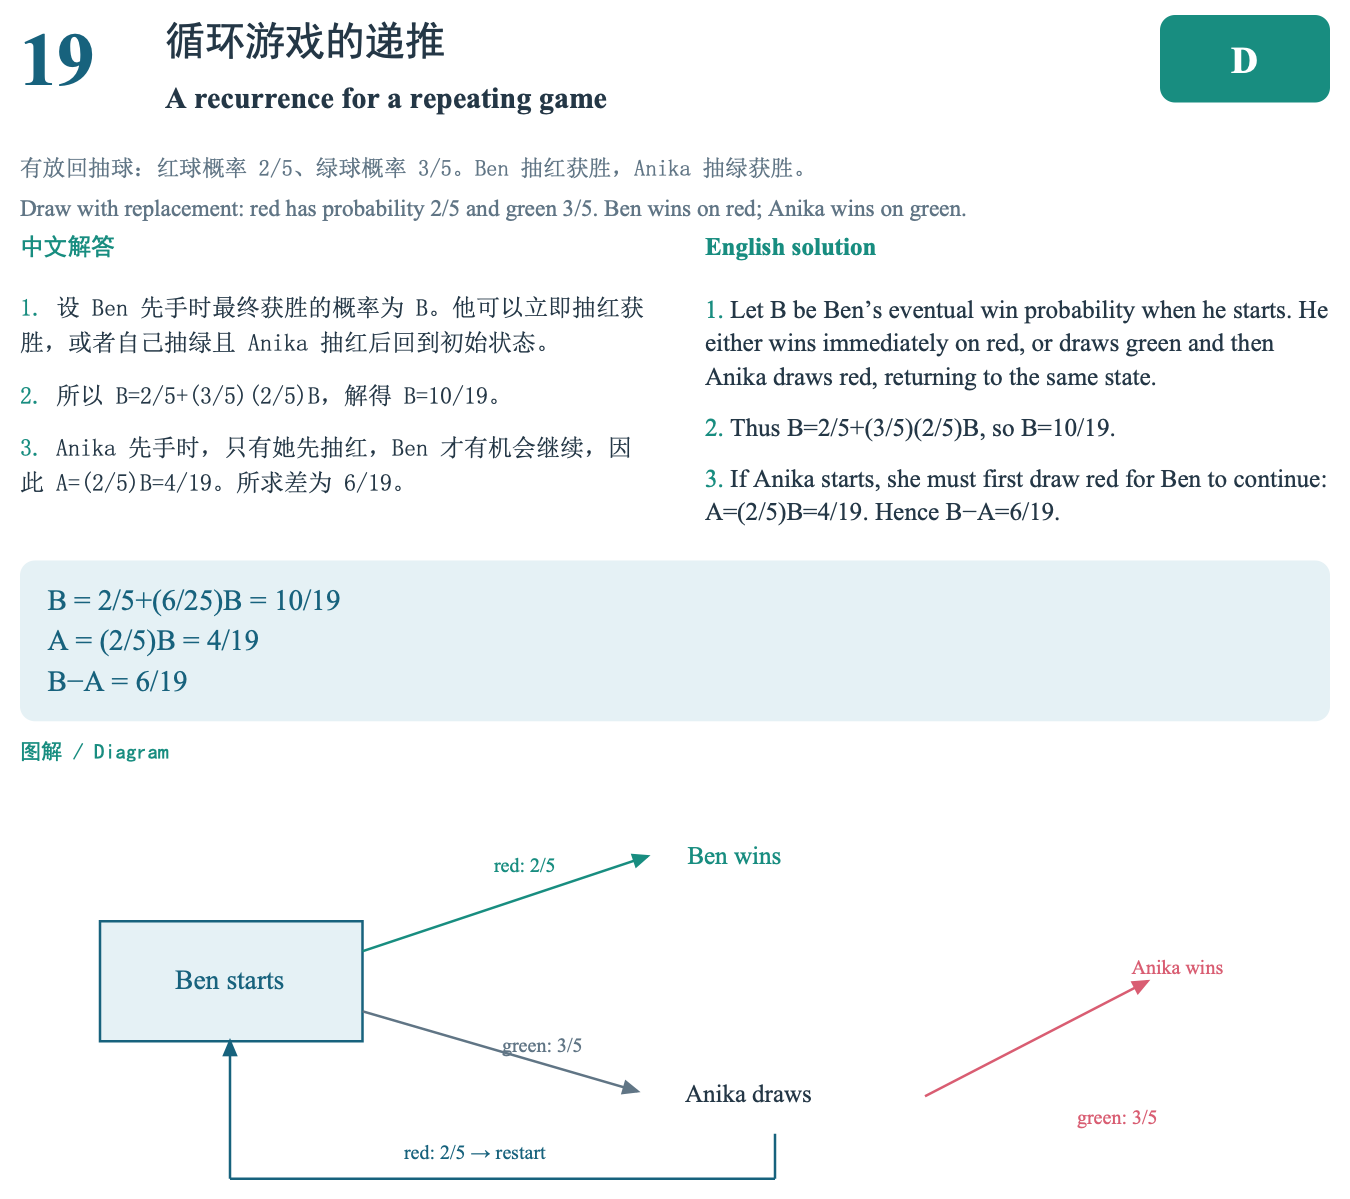 19
循环游戏的递推
A recurrence for a repeating game
D
有放回抽球：红球概率 2/5、绿球概率 3/5。Ben 抽红获胜，Anika 抽绿获胜。
Draw with replacement: red has probability 2/5 and green 3/5. Ben wins on red; Anika wins on green.
中文解答
1. 设 Ben 先手时最终获胜的概率为 B。他可以立即抽红获
胜，或者自己抽绿且 Anika 抽红后回到初始状态。
2. 所以 B=2/5+(3/5)(2/5)B，解得 B=10/19。
3. Anika 先手时，只有她先抽红，Ben 才有机会继续，因
此 A=(2/5)B=4/19。所求差为 6/19。
English solution
1. Let B be Ben’s eventual win probability when he starts. He
either wins immediately on red, or draws green and then
Anika draws red, returning to the same state.
2. Thus B=2/5+(3/5)(2/5)B, so B=10/19.
3. If Anika starts, she must first draw red for Ben to continue:
A=(2/5)B=4/19. Hence B−A=6/19.
B = 2/5+(6/25)B = 10/19
A = (2/5)B = 4/19
B−A = 6/19
图解 / Diagram
red: 2/5
Ben wins
Ben starts
Anika wins
green: 3/5
Anika draws
green: 3/5
red: 2/5 → restart